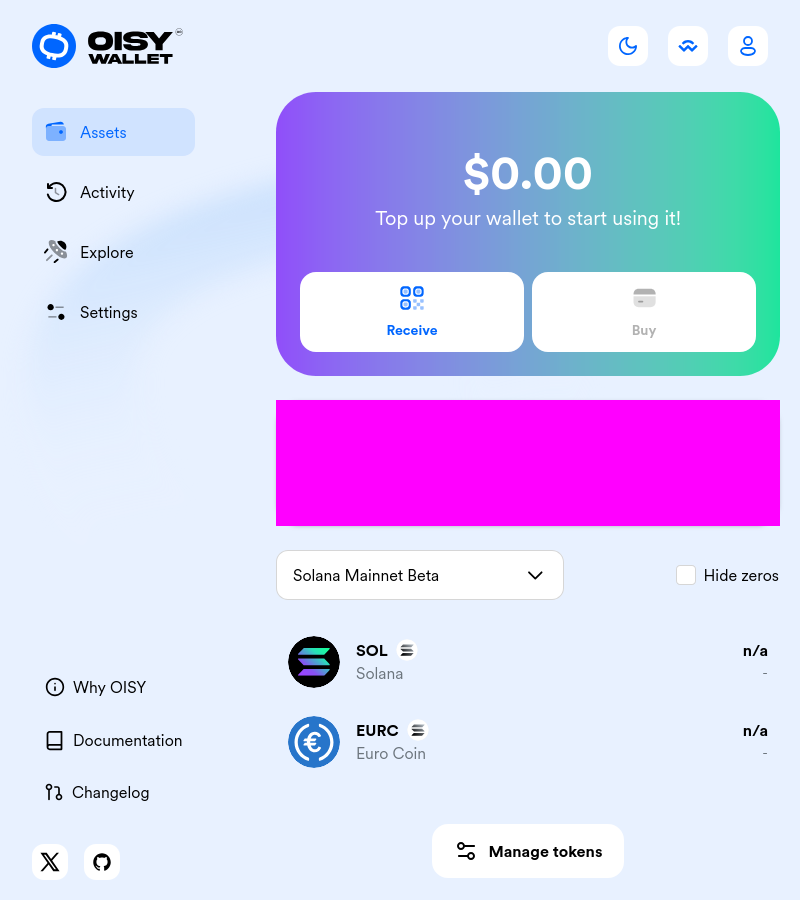 OISY
WALLET
Assets
Activity
Explore
Settings
$0.00
Top up your wallet to start using it!
Receive
Buy
Solana Mainnet Beta
Hide zeros
SOL
n/a
Solana
-
EURC
n/a
Euro Coin
-
Why OISY
Documentation
Changelog
Manage tokens